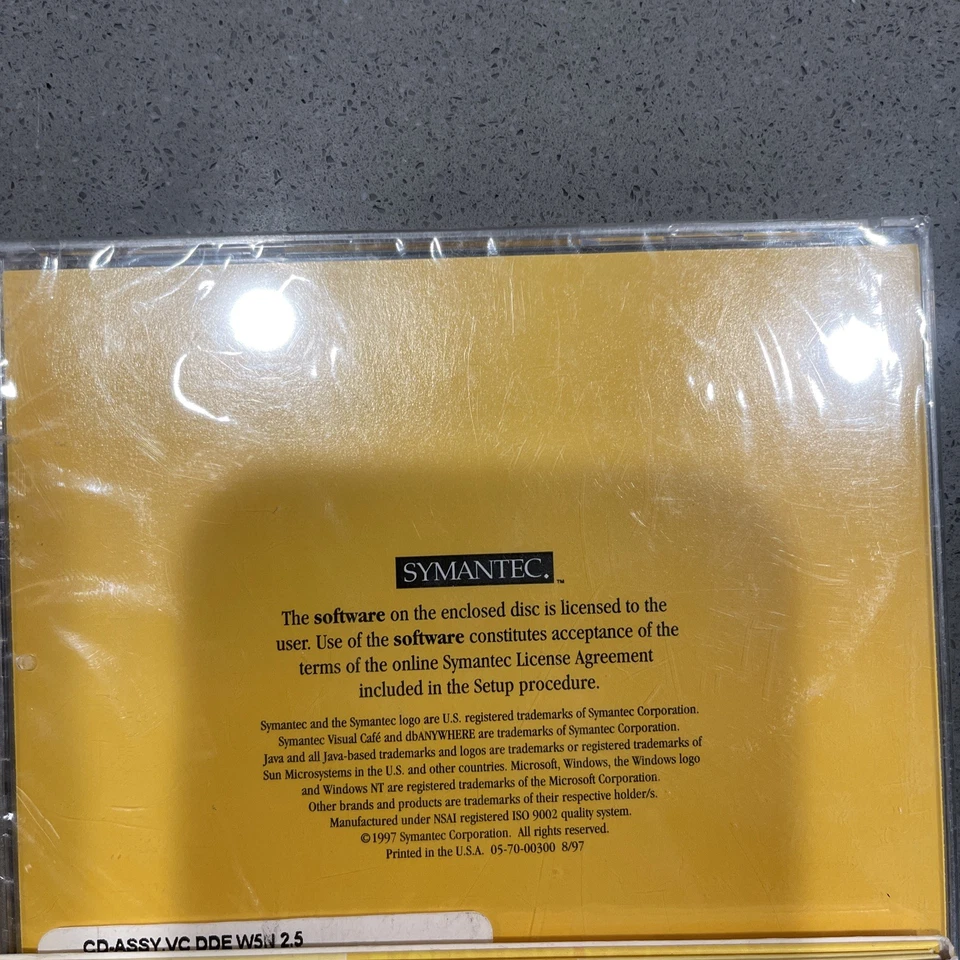 SYMANTEC.™
The software on the enclosed disc is licensed to the
user. Use of the software constitutes acceptance of the
terms of the online Symantec License Agreement
included in the Setup procedure.
Symantec and the Symantec logo are U.S. registered trademarks of Symantec Corporation.
Symantec Visual Café and dbANYWHERE are trademarks of Symantec Corporation.
Java and all Java-based trademarks and logos are trademarks or registered trademarks of
Sun Microsystems in the U.S. and other countries. Microsoft, Windows, the Windows logo
and Windows NT are registered trademarks of the Microsoft Corporation.
Other brands and products are trademarks of their respective holder/s.
Manufactured under NSAI registered ISO 9002 quality system.
©1997 Symantec Corporation. All rights reserved.
Printed in the U.S.A. 05-70-00300 8/97
CD-ASSY.VC DDE W5N 2.5